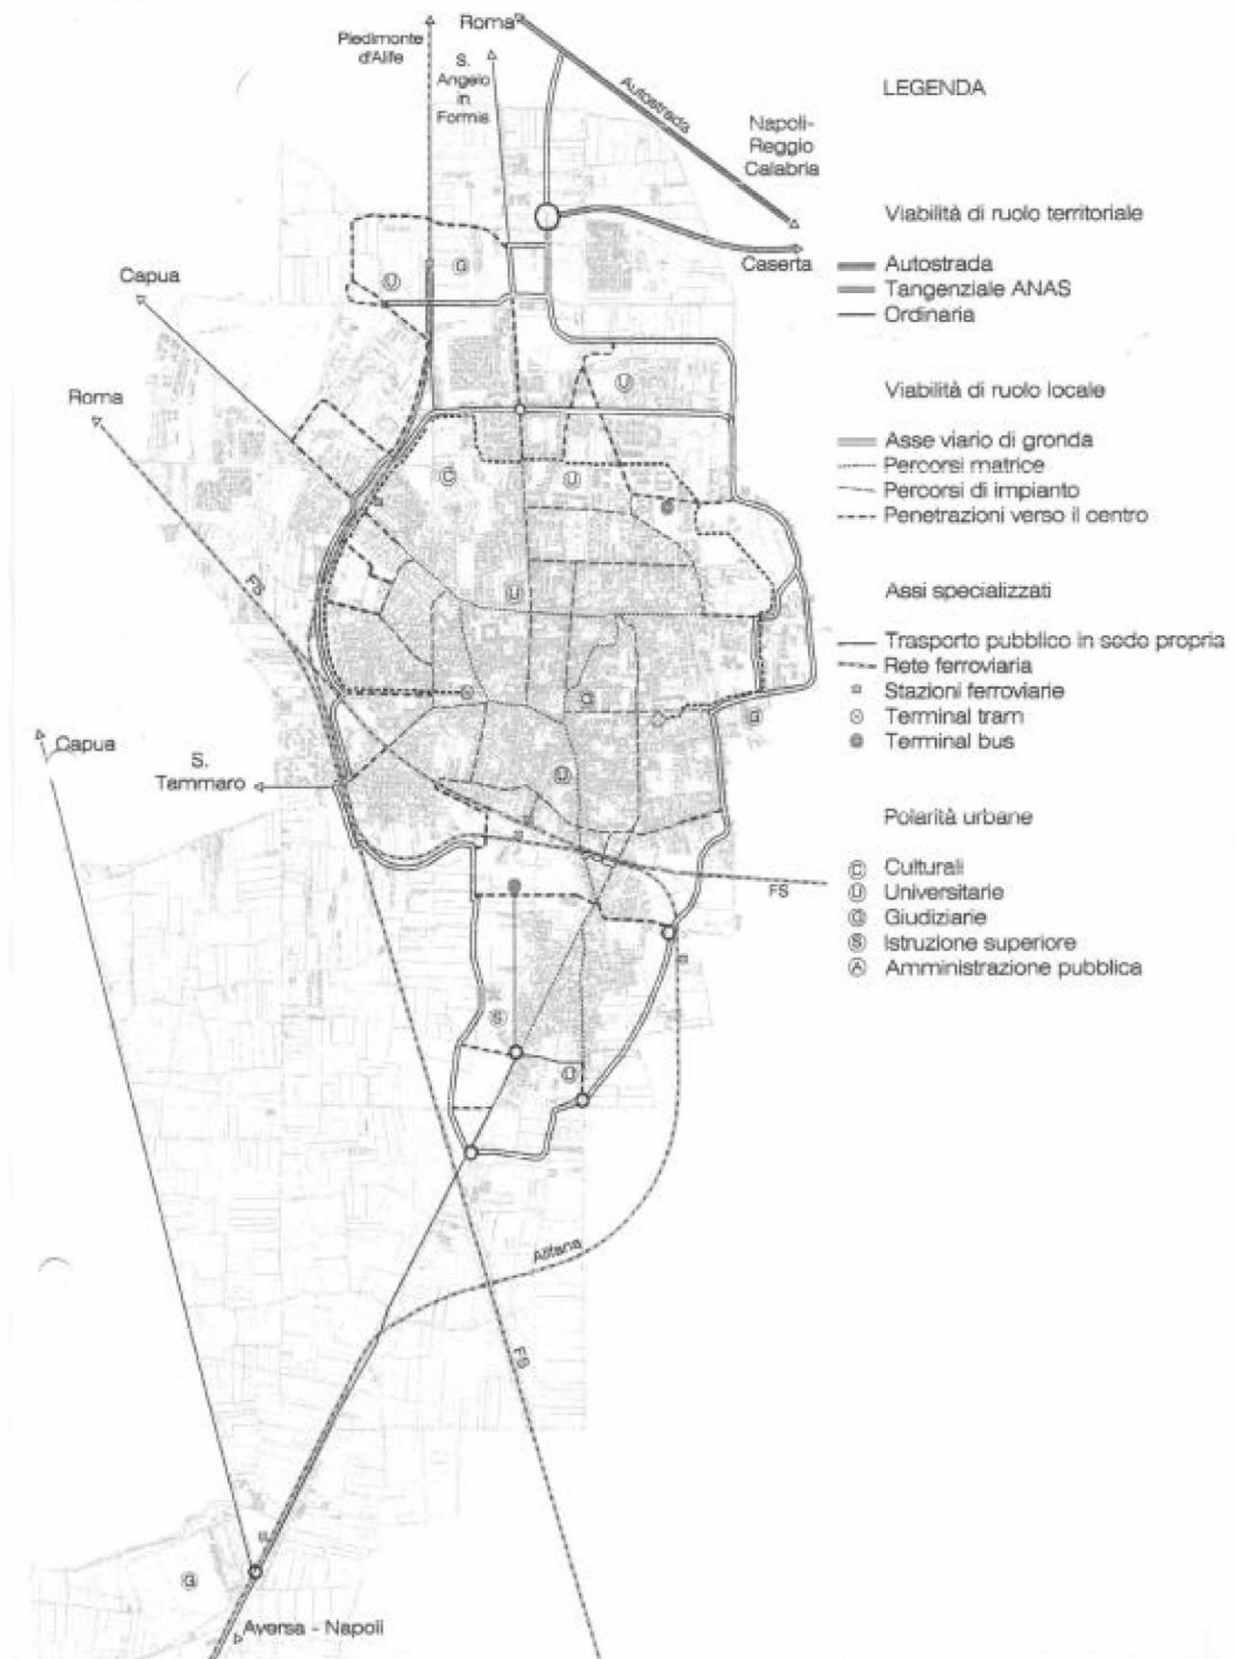 Piedimonte
d'Alife
Roma
S.
Angelo
in
Formis
Autostrada
Napoli-
Reggio
Calabria
Capua
Caserta
Roma
FS
Capua
S.
Tammaro
FS
Alifana
FS
Aversa - Napoli
U
G
U
C
U
U
G
G
U
S
U
G
LEGENDA
Viabilità di ruolo territoriale
Autostrada
Tangenziale ANAS
Ordinaria
Viabilità di ruolo locale
Asse viario di gronda
Percorsi matrice
Percorsi di impianto
Penetrazioni verso il centro
Assi specializzati
Trasporto pubblico in sede propria
Rete ferroviaria
Stazioni ferroviarie
Terminal tram
Terminal bus
Polarità urbane
C Culturali
U Universitarie
G Giudiziarie
S Istruzione superiore
A Amministrazione pubblica